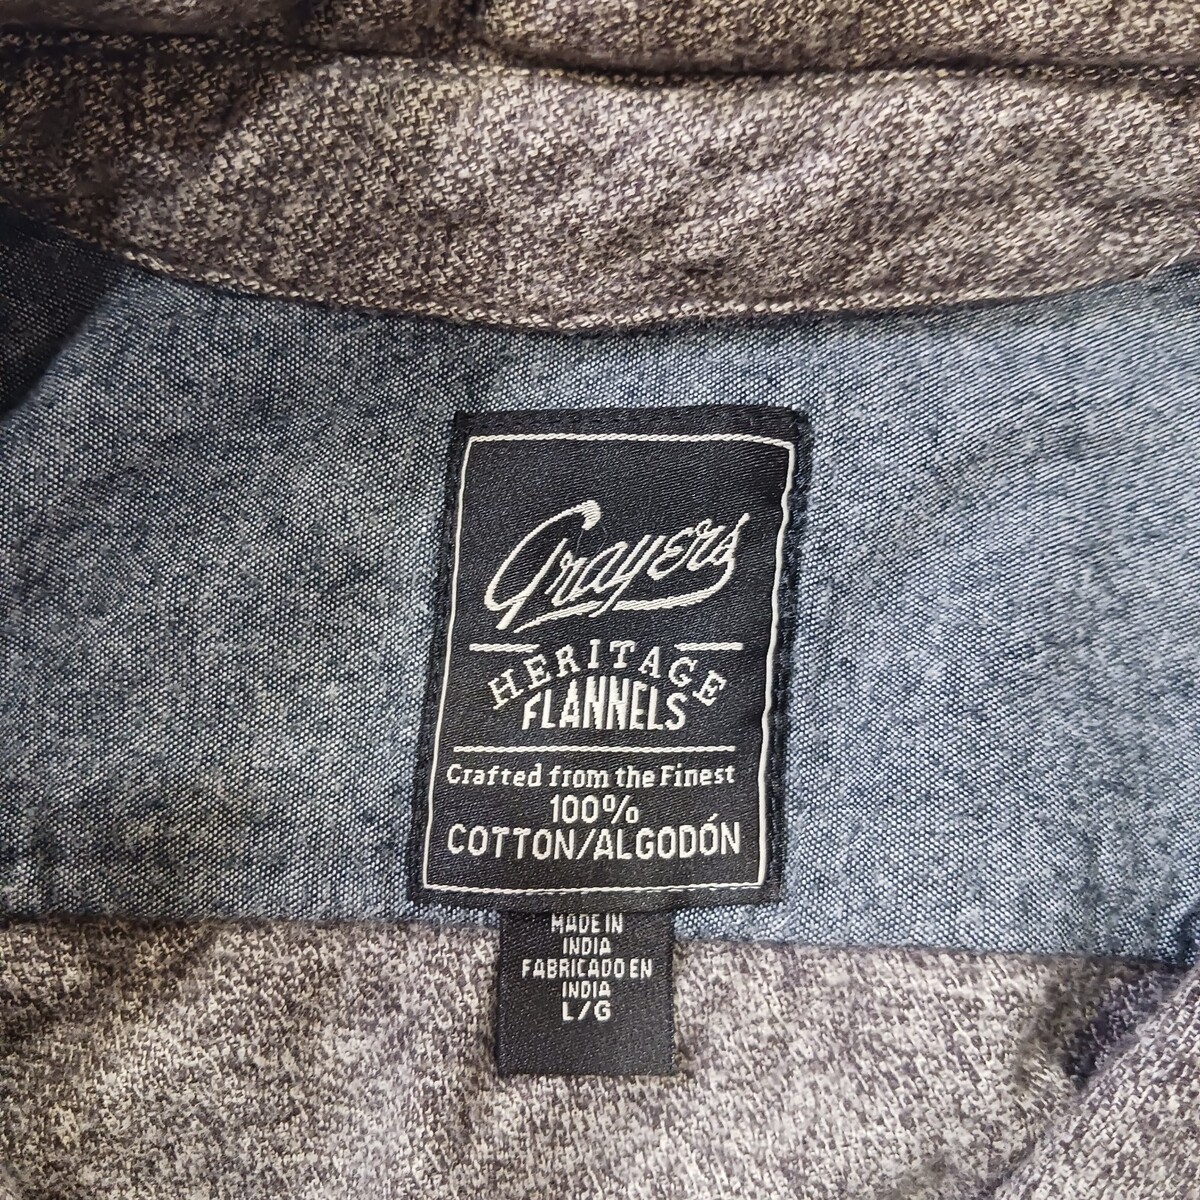 Grayers
HERITAGE
FLANNELS
Crafted from the Finest
100%
COTTON/ALGODÓN
MADE IN
INDIA
FABRICADO EN
INDIA
L/G